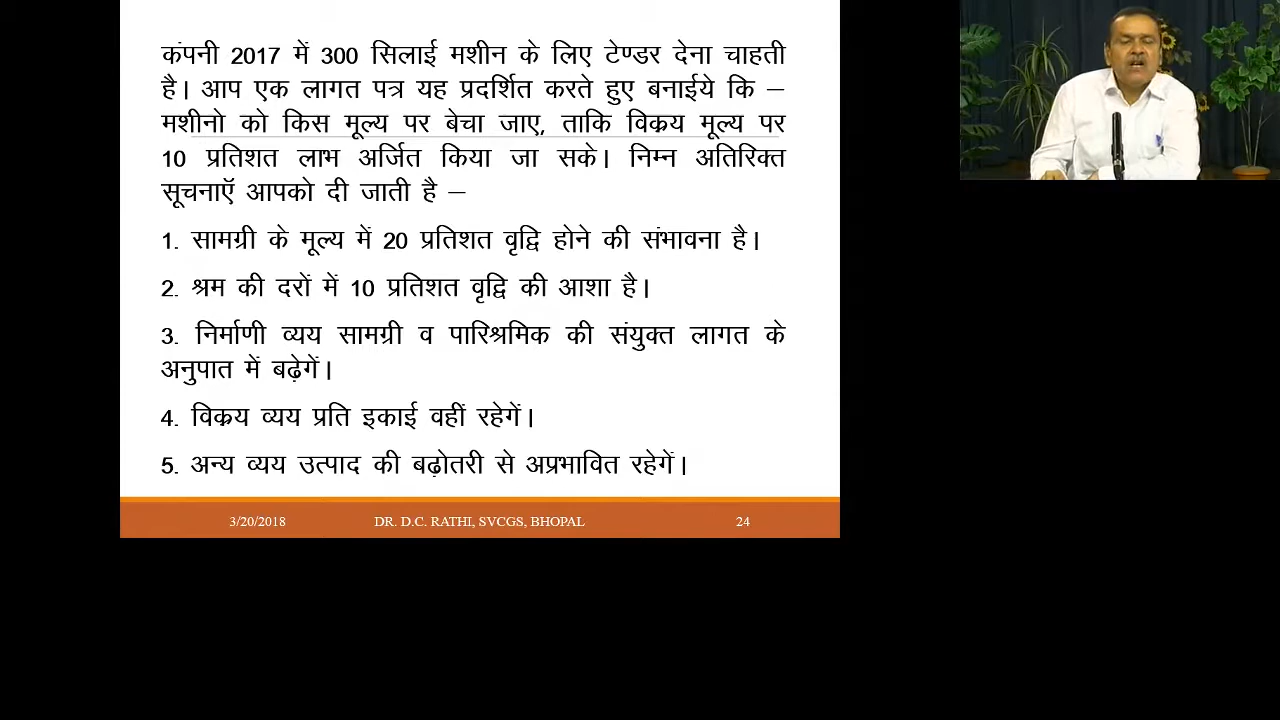 कंपनी 2017 में 300 सिलाई मशीन के लिए टेण्डर देना चाहती
है। आप एक लागत पत्र यह प्रदर्शित करते हुए बनाईये कि –
मशीनो को किस मूल्य पर बेचा जाए, ताकि विक्रय मूल्य पर
10 प्रतिशत लाभ अर्जित किया जा सके। निम्न अतिरिक्त
सूचनाऍ आपको दी जाती है –
1. सामग्री के मूल्य में 20 प्रतिशत वृद्वि होने की संभावना है।
2. श्रम की दरों में 10 प्रतिशत वृद्वि की आशा है।
3. निर्माणी व्यय सामग्री व पारिश्रमिक की संयुक्त लागत के
अनुपात में बढ़ेगें।
4. विक्रय व्यय प्रति इकाई वहीं रहेगें।
5. अन्य व्यय उत्पाद की बढ़ोतरी से अप्रभावित रहेगें।
3/20/2018 DR. D.C. RATHI, SVCGS, BHOPAL 24